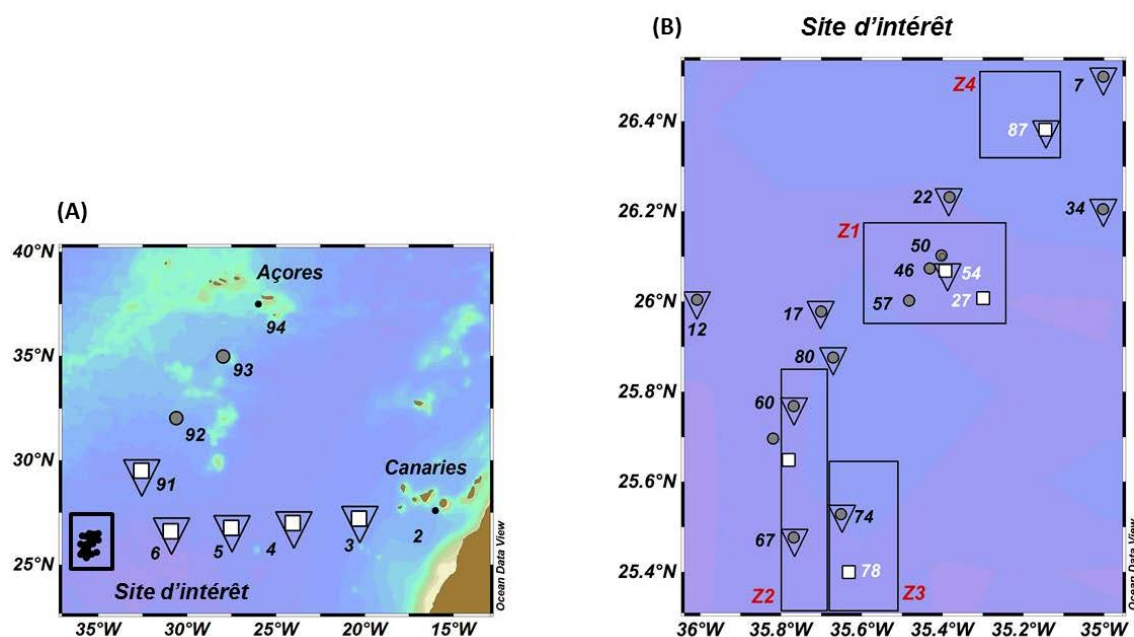 (A)
40°N
35°N
30°N
25°N
35°W
30°W
25°W
20°W
15°W
Açores
94
93
92
91
Canaries
2
3
4
5
6
Site d’intérêt
Ocean Data View
(B)
Site d’intérêt
26.4°N
26.2°N
26°N
25.8°N
25.6°N
25.4°N
36°W
35.8°W
35.6°W
35.4°W
35.2°W
35°W
Z4
7
87
22
34
Z1
50
46
54
57
27
12
17
80
60
74
67
78
Z2
Z3
Ocean Data View